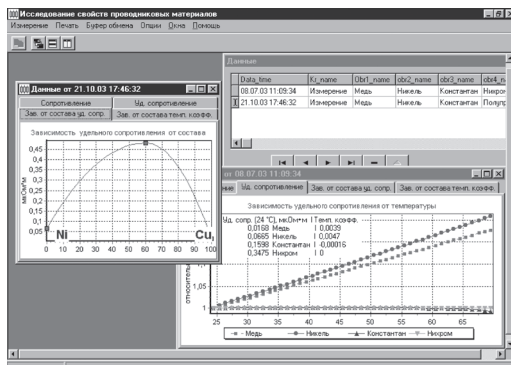 Исследование свойств проводниковых материалов
Измерение Печать Буфер обмена Опции Окна Помощь
Данные
Data_time Kr_name Obr1_name obr2_name obr3_name
08.07.03 11:09:34 Измерение Медь Никель Константан Нихром
21.10.03 17:46:32 Измерение Медь Никель Константан
Данные от 21.10.03 17:46:32
Сопротивление Уд. сопротивление
Зав. от состава уд. сопр. Зав. от состава темп. коэфф.
Зависимость удельного сопротивления от состава
мкОм*м
0,45
0,4
0,35
0,3
0,25
0,2
0,15
0,1
0,05
Ni Cu
0 10 20 30 40 50 60 70 80 90 100
от 08.07.03 11:09:34
Уд. сопротивление Зав. от состава уд. сопр. Зав. от состава темп. коэфф.
Зависимость удельного сопротивления от температуры
Уд. сопр. (24 °C), мкОм*м | Темп. коэфф.
0,0168 Медь | 0,0039
0,0665 Никель | 0,0047
0,1598 Константан | -0,00016
0,3475 Нихром | 0
1,05
1
25 30 35 40 45 50 55 60 65
Медь Никель Константан Нихром